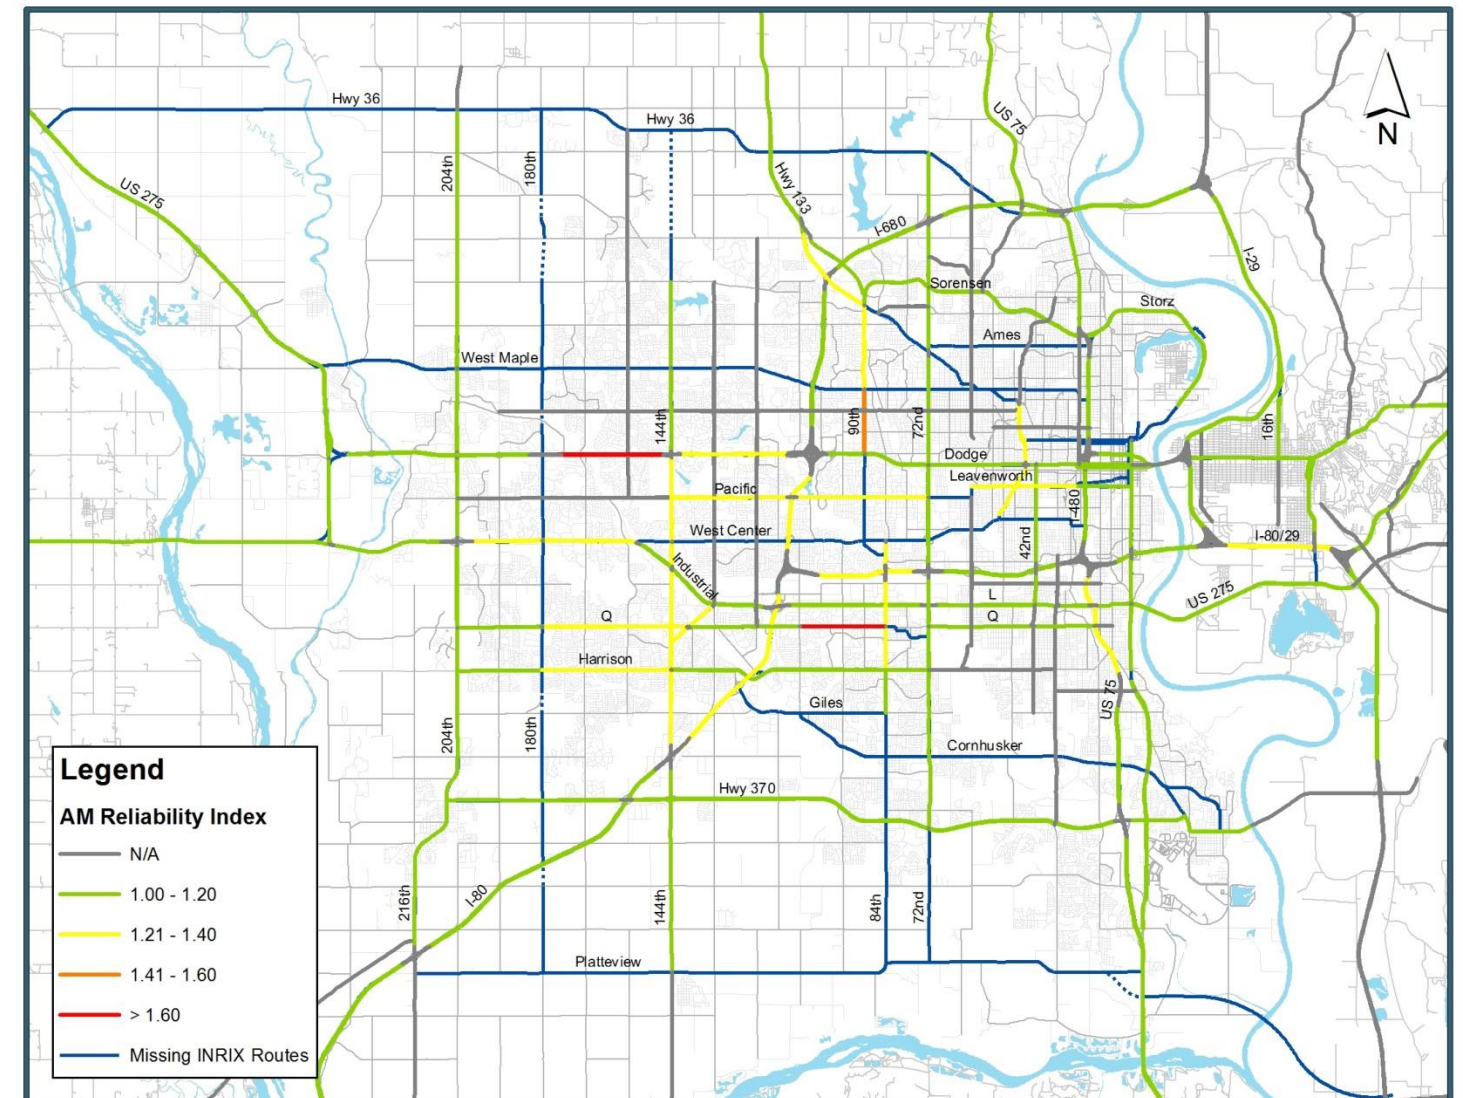 Hwy 36
Hwy 36
N
US 75
204th
180th
US 275
Hwy 133
I-680
I-29
Sorensen
Storz
Ames
West Maple
144th
90th
72nd
16th
Dodge
Leavenworth
Pacific
I-480
West Center
42nd
I-80/29
Industrial
L
US 275
Q
Q
Harrison
US 75
Giles
204th
180th
Cornhusker
Hwy 370
I-80
216th
144th
84th
72nd
Platteview
Legend
AM Reliability Index
N/A
1.00 - 1.20
1.21 - 1.40
1.41 - 1.60
> 1.60
Missing INRIX Routes